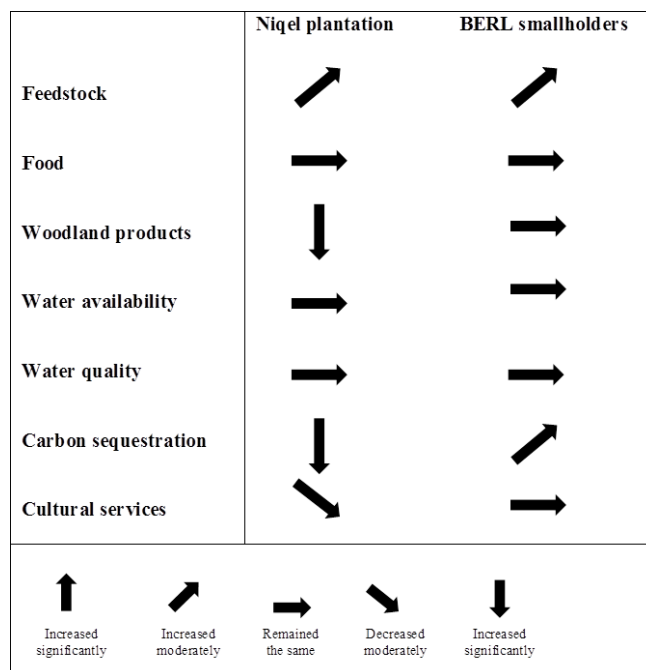 Niqel plantation BERL smallholders
Feedstock
Food
Woodland products
Water availability
Water quality
Carbon sequestration
Cultural services
Increased significantly
Increased moderately
Remained the same
Decreased moderately
Increased significantly